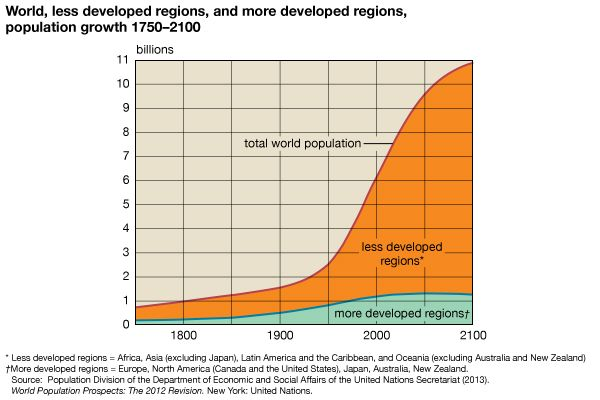 World, less developed regions, and more developed regions,
population growth 1750–2100
billions
11
10
9
8
7
6
5
4
3
2
1
0
total world population
less developed
regions*
more developed regions†
1800
1900
2000
2100
* Less developed regions = Africa, Asia (excluding Japan), Latin America and the Caribbean, and Oceania (excluding Australia and New Zealand)
†More developed regions = Europe, North America (Canada and the United States), Japan, Australia, New Zealand.
Source: Population Division of the Department of Economic and Social Affairs of the United Nations Secretariat (2013).
World Population Prospects: The 2012 Revision. New York: United Nations.